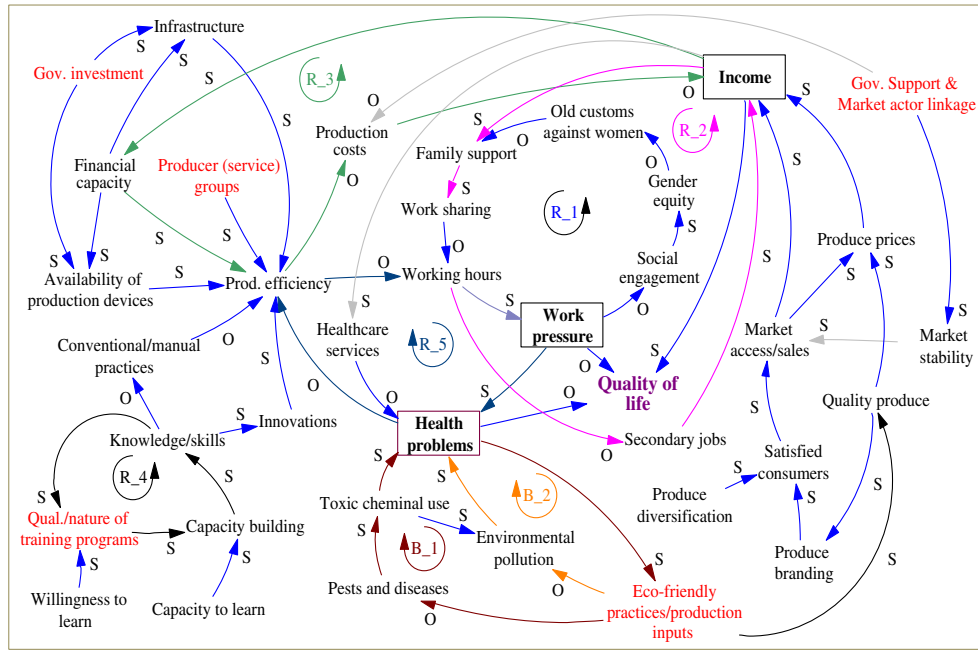 Infrastructure
S
S
Gov. investment
S
S
R_3
O
Income
Gov. Support &
Market actor linkage
S
O
Old customs
against women
R_2
Production
costs
O
S
S
Family support
O
S
Financial
capacity
Producer (service)
groups
O
O
Gender
equity
S
S
Work sharing
R_1
S
S
S
S
O
Social
engagement
Produce prices
S
S
S
S
Availability of
production devices
S
Prod. efficiency
O
Working hours
S
S
S
O
Work
pressure
Healthcare
services
R_5
Market
access/sales
S
Market
stability
Conventional/manual
practices
O
S
O
O
S
Quality of
life
O
S
O
O
Quality produce
Knowledge/skills
S
Innovations
Health
problems
Secondary jobs
S
Satisfied
consumers
R_4
S
S
S
O
S
S
Produce
diversification
S
Qual./nature of
training programs
S
Capacity building
Toxic cheminal use
B_2
S
Environmental
pollution
S
B_1
Produce
branding
S
S
S
Pests and diseases
O
S
S
Willingness to
learn
Capacity to learn
O
Eco-friendly
practices/production
inputs